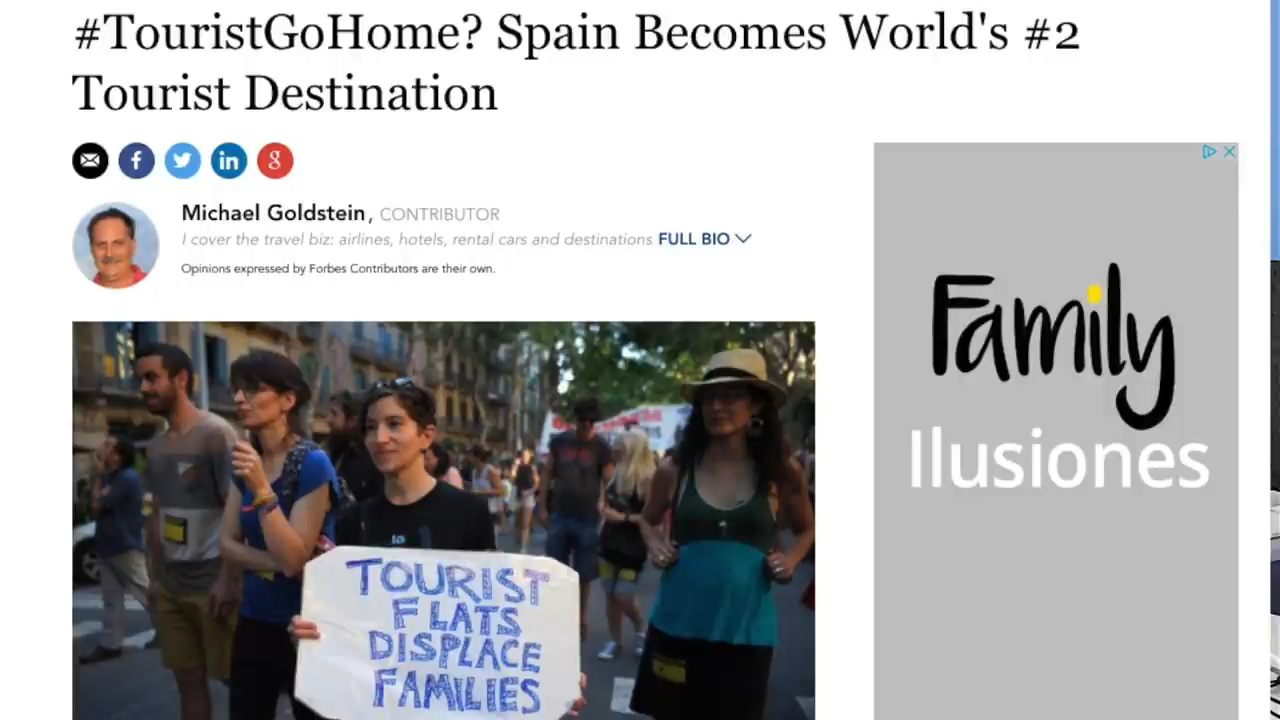 #TouristGoHome? Spain Becomes World's #2
Tourist Destination
Michael Goldstein, CONTRIBUTOR
I cover the travel biz: airlines, hotels, rental cars and destinations FULL BIO
Opinions expressed by Forbes Contributors are their own.
Family
Ilusiones
TOURIST
FLATS
DISPLACE
FAMILIES